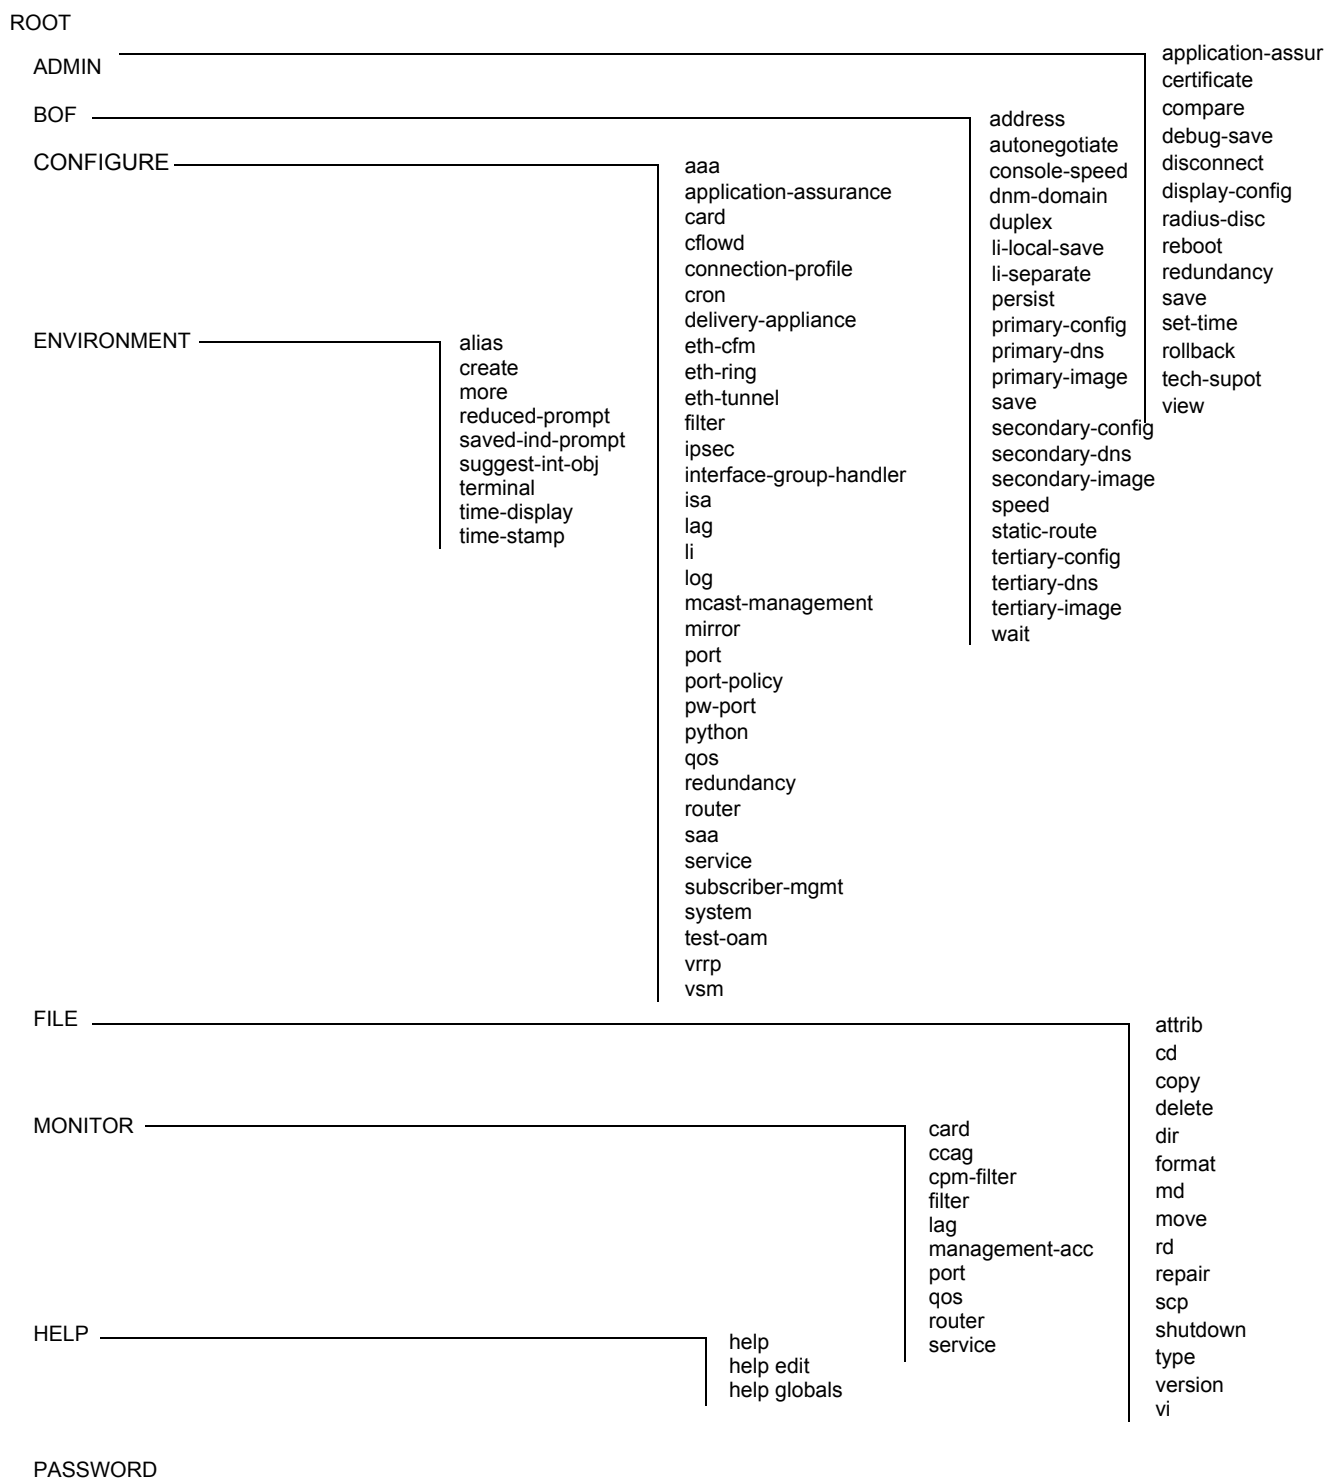 ROOT
ADMIN
application-assur
certificate
compare
debug-save
disconnect
display-config
radius-disc
reboot
redundancy
save
set-time
rollback
tech-supot
view
BOF
address
autonegotiate
console-speed
dnm-domain
duplex
li-local-save
li-separate
persist
primary-config
primary-dns
primary-image
save
secondary-config
secondary-dns
secondary-image
speed
static-route
tertiary-config
tertiary-dns
tertiary-image
wait
CONFIGURE
aaa
application-assurance
card
cflowd
connection-profile
cron
delivery-appliance
eth-cfm
eth-ring
eth-tunnel
filter
ipsec
interface-group-handler
isa
lag
li
log
mcast-management
mirror
port
port-policy
pw-port
python
qos
redundancy
router
saa
service
subscriber-mgmt
system
test-oam
vrrp
vsm
ENVIRONMENT
alias
create
more
reduced-prompt
saved-ind-prompt
suggest-int-obj
terminal
time-display
time-stamp
FILE
attrib
cd
copy
delete
dir
format
md
move
rd
repair
scp
shutdown
type
version
vi
MONITOR
card
ccag
cpm-filter
filter
lag
management-acc
port
qos
router
service
HELP
help
help edit
help globals
PASSWORD